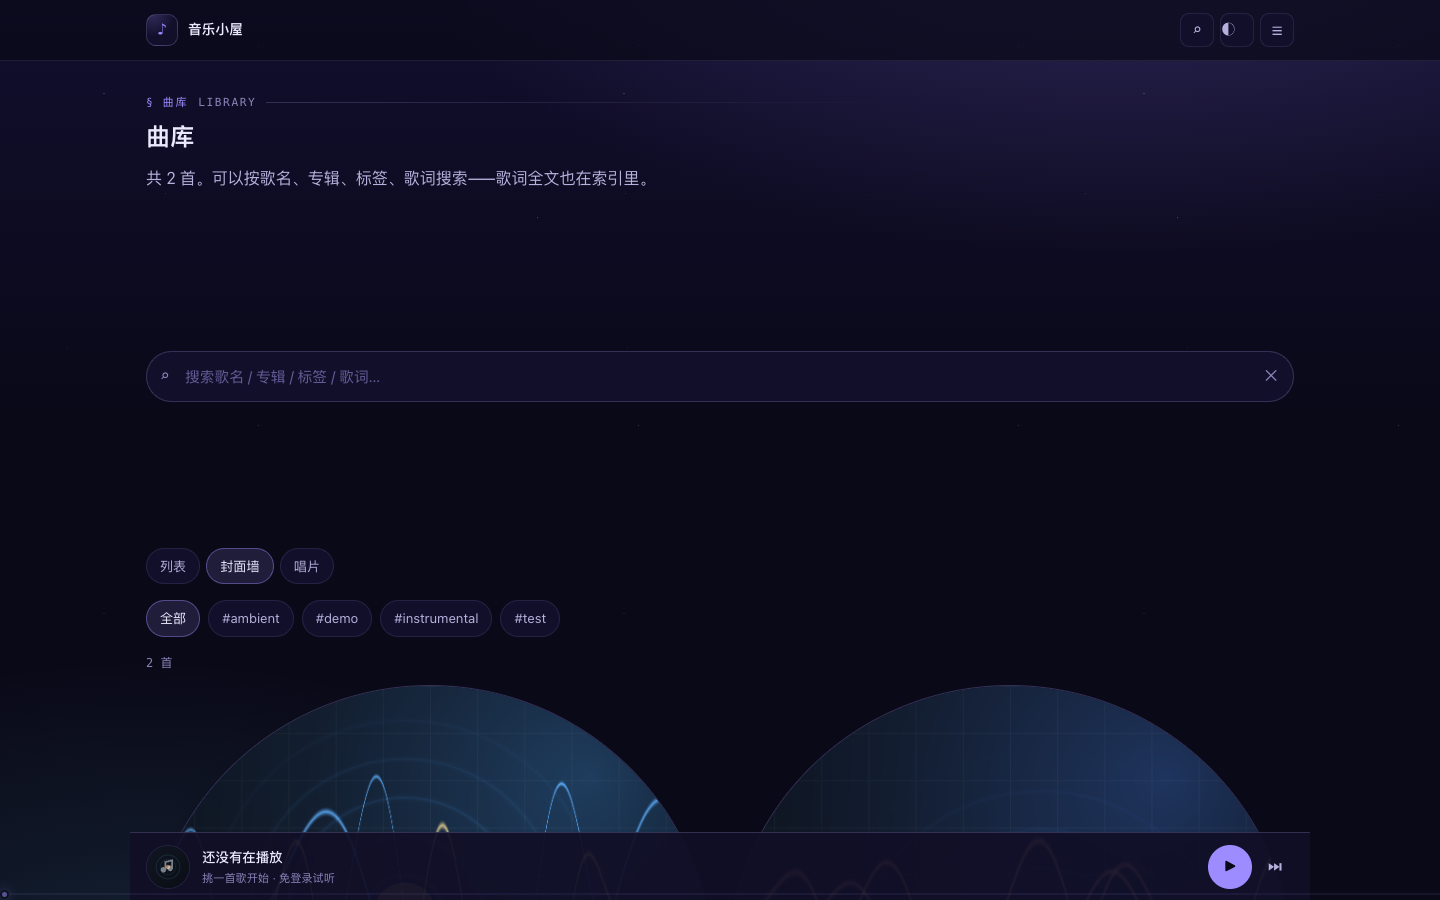 音乐小屋
§ 曲库 LIBRARY
曲库
共 2 首。可以按歌名、专辑、标签、歌词搜索——歌词全文也在索引里。
搜索歌名 / 专辑 / 标签 / 歌词...
列表 封面墙 唱片
全部 #ambient #demo #instrumental #test
2 首
还没有在播放
挑一首歌开始 · 免登录试听